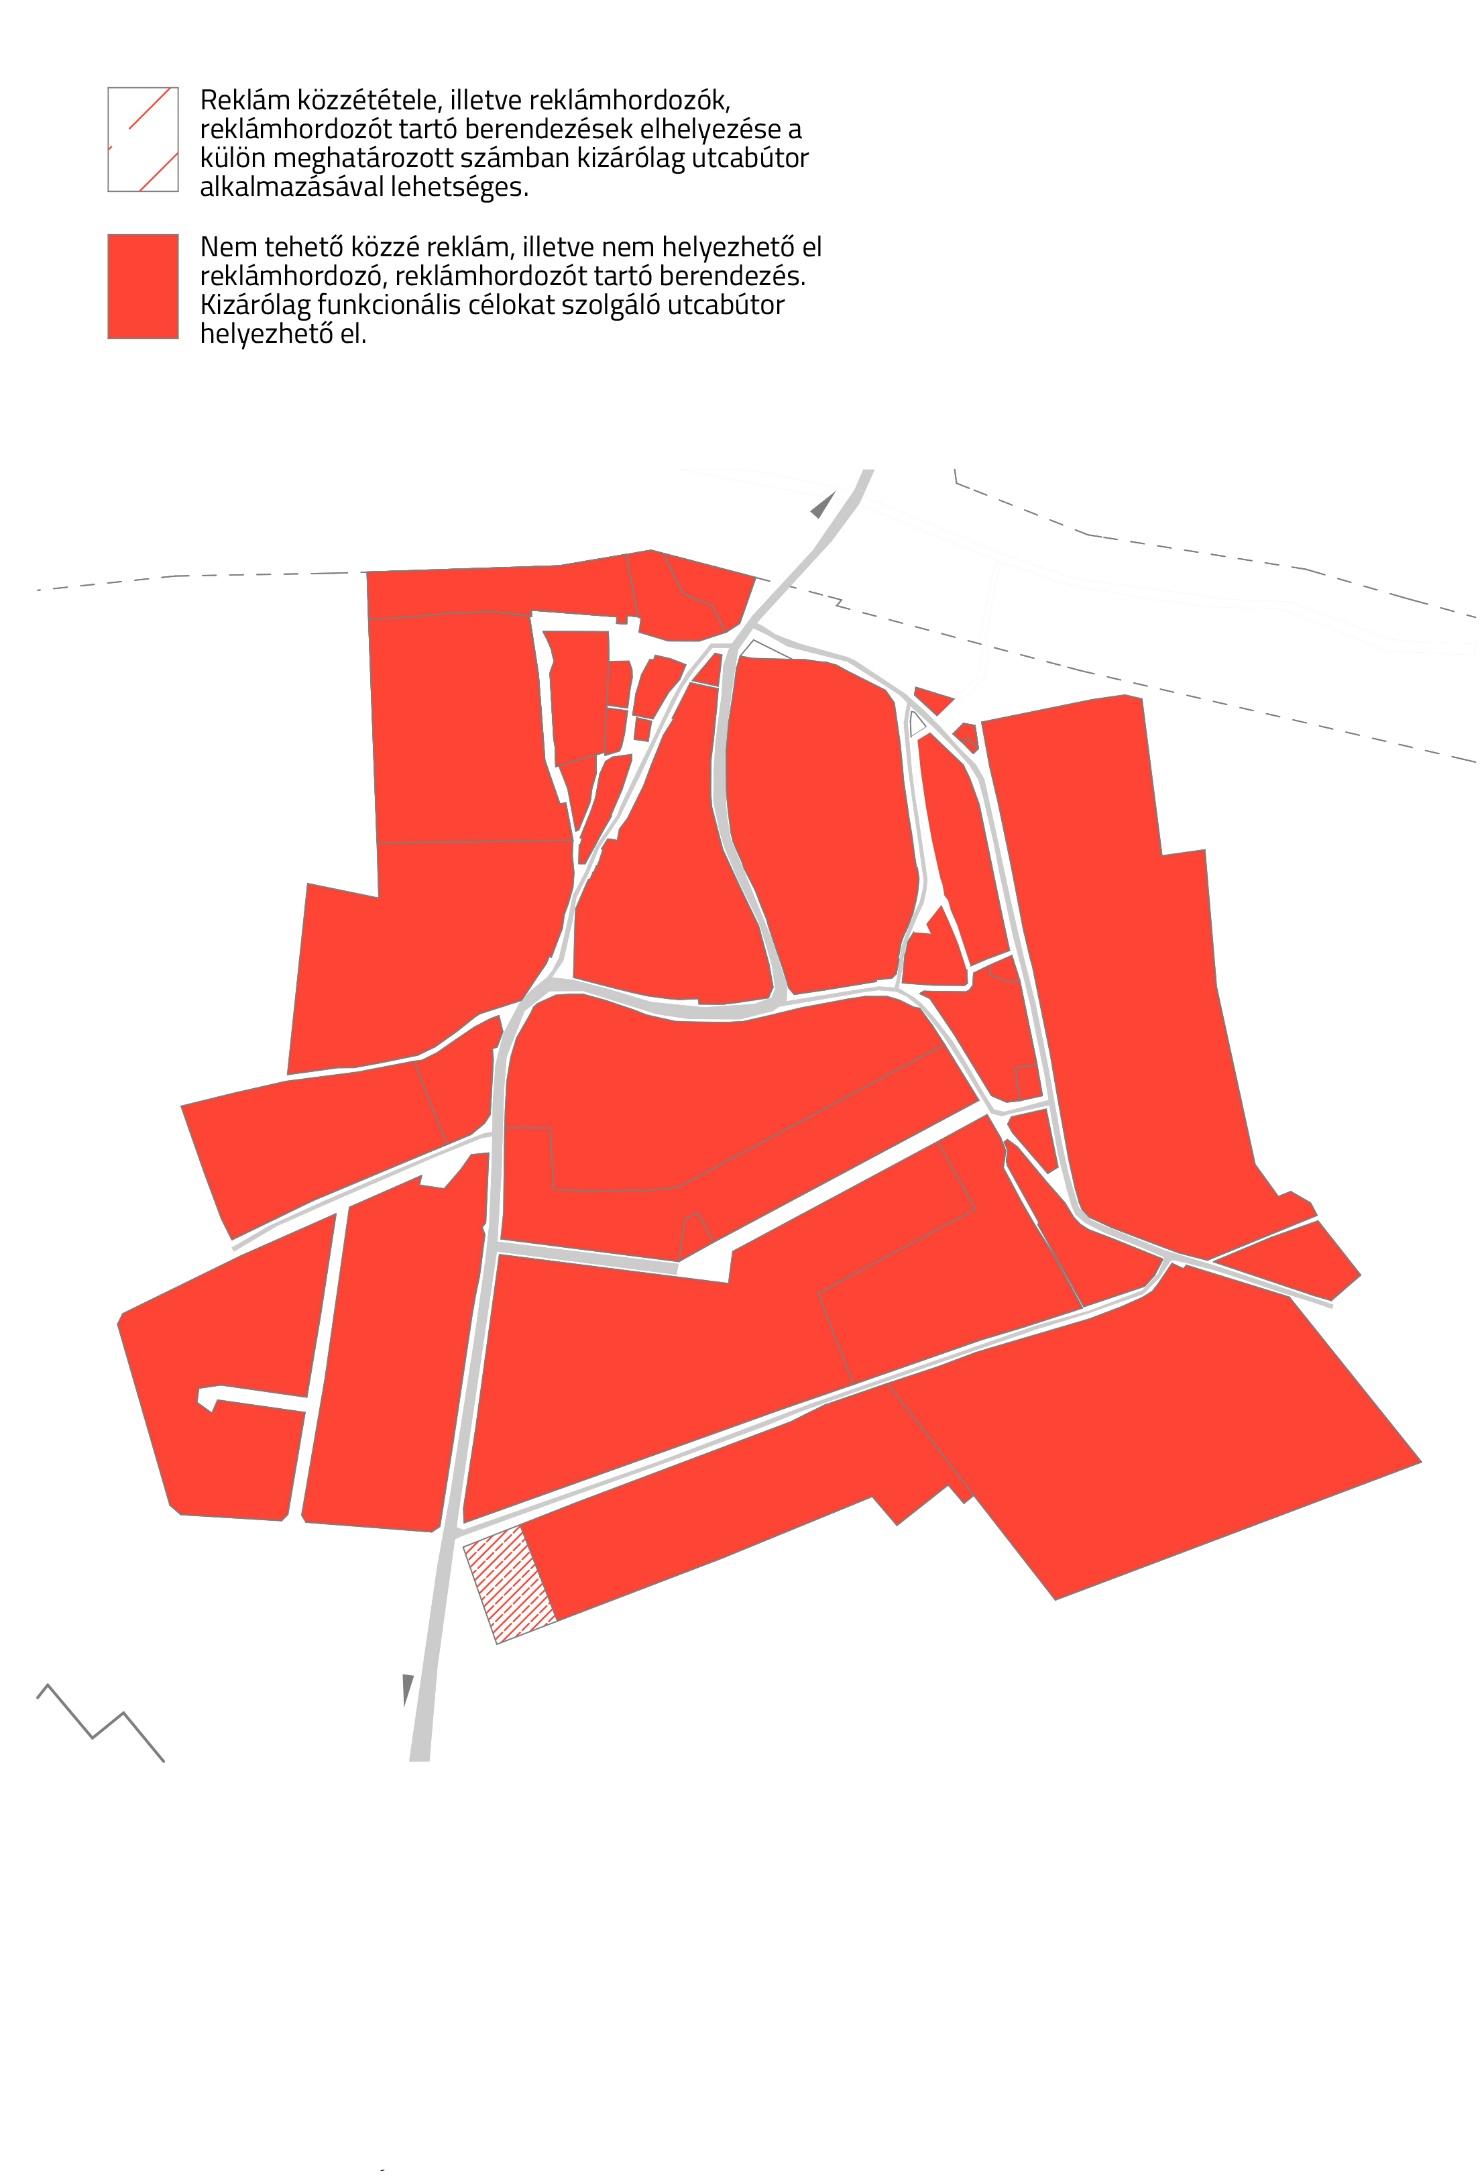 Reklám közzététele, illetve reklámhordozók,
reklámhordozót tartó berendezések elhelyezése a
külön meghatározott számban kizárólag utcabútor
alkalmazásával lehetséges.
Nem tehető közzé reklám, illetve nem helyezhető el
reklámhordozó, reklámhordozót tartó berendezés.
Kizárólag funkcionális célokat szolgáló utcabútor
helyezhető el.